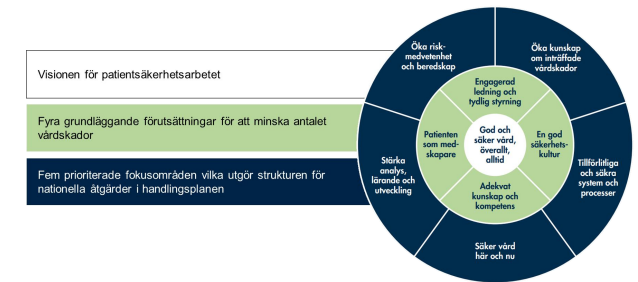 Visionen för patientsäkerhetsarbetet
Fyra grundläggande förutsättningar för att minska antalet
vårdskador
Fem prioriterade fokusområden vilka utgör strukturen för
nationella åtgärder i handlingsplanen
Öka risk-
medvetenhet
och beredskap
Öka kunskap
om inträffade
vårdskador
Engagerad
ledning och
tydlig styrning
Patienten
som med-
skapare
God och
säker vård,
överallt,
alltid
En god
säkerhets-
kultur
Stärka
analys,
lärande och
utveckling
Tillförlitliga
och säkra
system och
processer
Adekvat
kunskap och
kompetens
Säker vård
här och nu